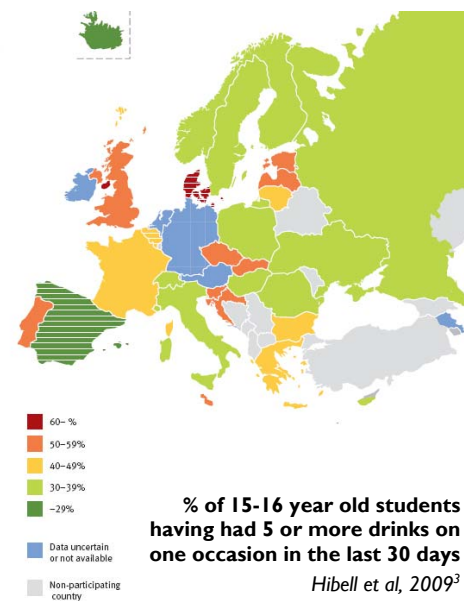 60– %
50–59%
40–49%
30–39%
–29%
Data uncertain
or not available
Non-participating
country
% of 15-16 year old students
having had 5 or more drinks on
one occasion in the last 30 days
Hibell et al, 2009³